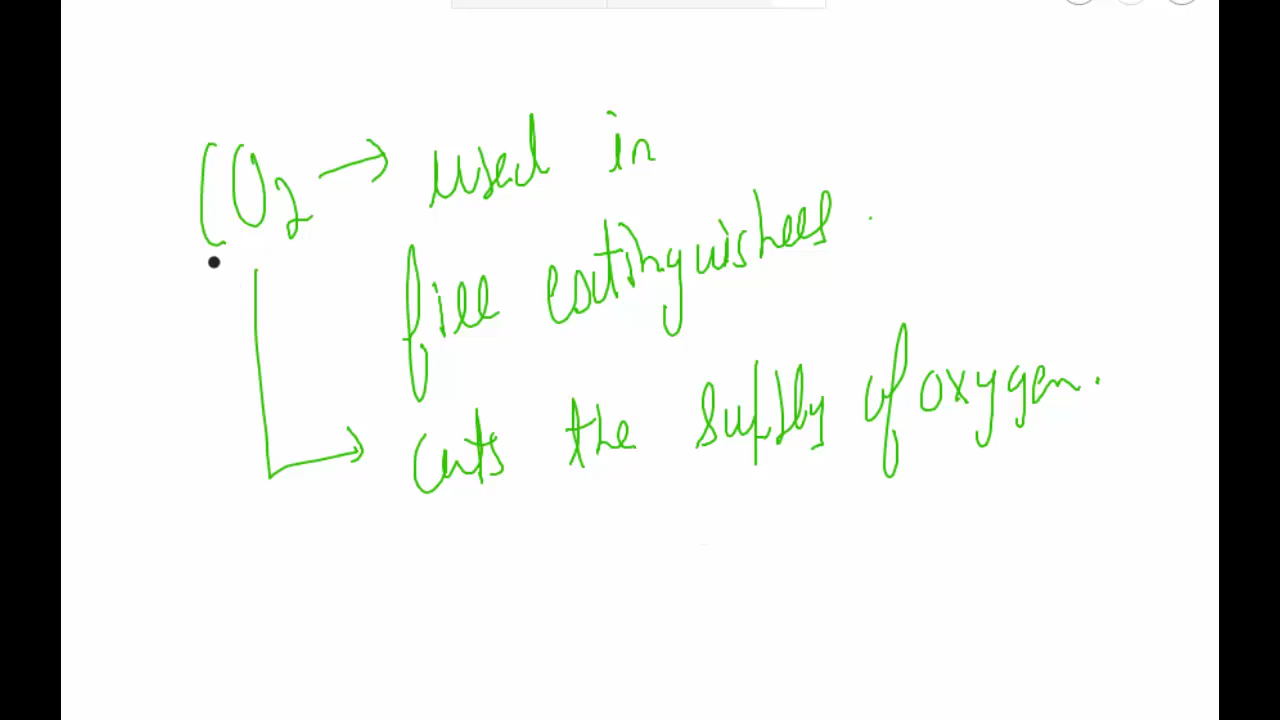 CO2 → used in
fire extinguishers.
→ cuts the supply of oxygen.